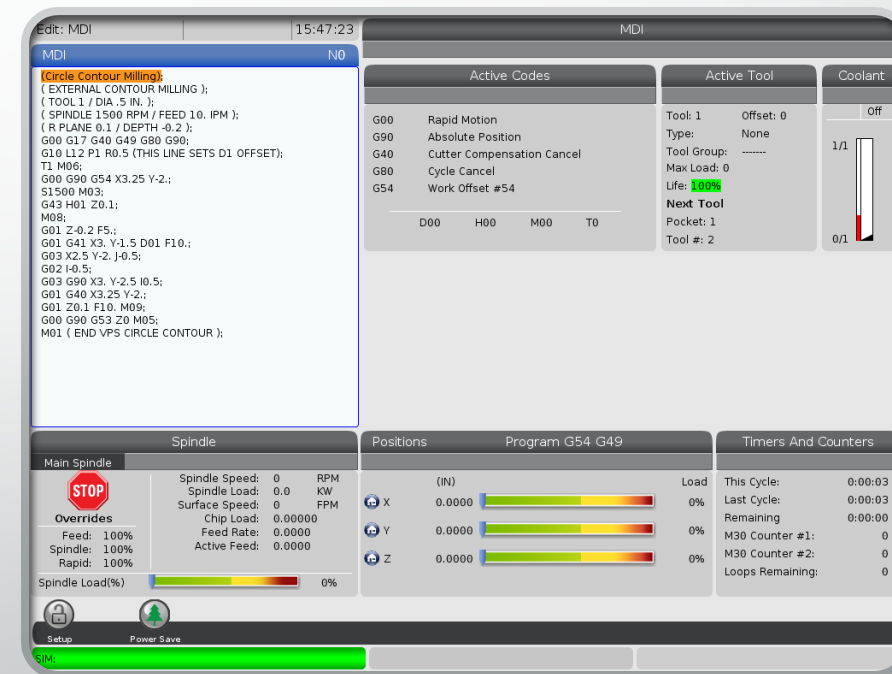 Edit: MDI 15:47:23 MDI
MDI N0
(Circle Contour Milling);
( EXTERNAL CONTOUR MILLING );
( TOOL 1 / DIA .5 IN. );
( SPINDLE 1500 RPM / FEED 10. IPM );
( R PLANE 0.1 / DEPTH -0.2 );
G00 G17 G40 G49 G80 G90;
G10 L12 P1 R0.5 (THIS LINE SETS D1 OFFSET);
T1 M06;
G00 G90 G54 X3.25 Y-2.;
S1500 M03;
G43 H01 Z0.1;
M08;
G01 Z-0.2 F5.;
G01 G41 X3. Y-1.5 D01 F10.;
G03 X2.5 Y-2. J-0.5;
G02 I-0.5;
G03 G90 X3. Y-2.5 I0.5;
G01 G40 X3.25 Y-2.;
G01 Z0.1 F10. M09;
G00 G90 G53 Z0 M05;
M01 ( END VPS CIRCLE CONTOUR );
Active Codes
G00 Rapid Motion
G90 Absolute Position
G40 Cutter Compensation Cancel
G80 Cycle Cancel
G54 Work Offset #54
D00 H00 M00 T0
Active Tool
Tool: 1 Offset: 0
Type: None
Tool Group: -------
Max Load: 0
Life: 100%
Next Tool
Pocket: 1
Tool #: 2
Coolant
Off
1/1
0/1
Spindle
Main Spindle
STOP
Overrides
Feed: 100%
Spindle: 100%
Rapid: 100%
Spindle Speed: 0 RPM
Spindle Load: 0.0 KW
Surface Speed: 0 FPM
Chip Load: 0.00000
Feed Rate: 0.0000
Active Feed: 0.0000
Spindle Load(%) 0%
Positions Program G54 G49
(IN) Load
X 0.0000 0%
Y 0.0000 0%
Z 0.0000 0%
Timers And Counters
This Cycle: 0:00:03
Last Cycle: 0:00:03
Remaining 0:00:00
M30 Counter #1: 0
M30 Counter #2: 0
Loops Remaining: 0
Setup Power Save
SIM: